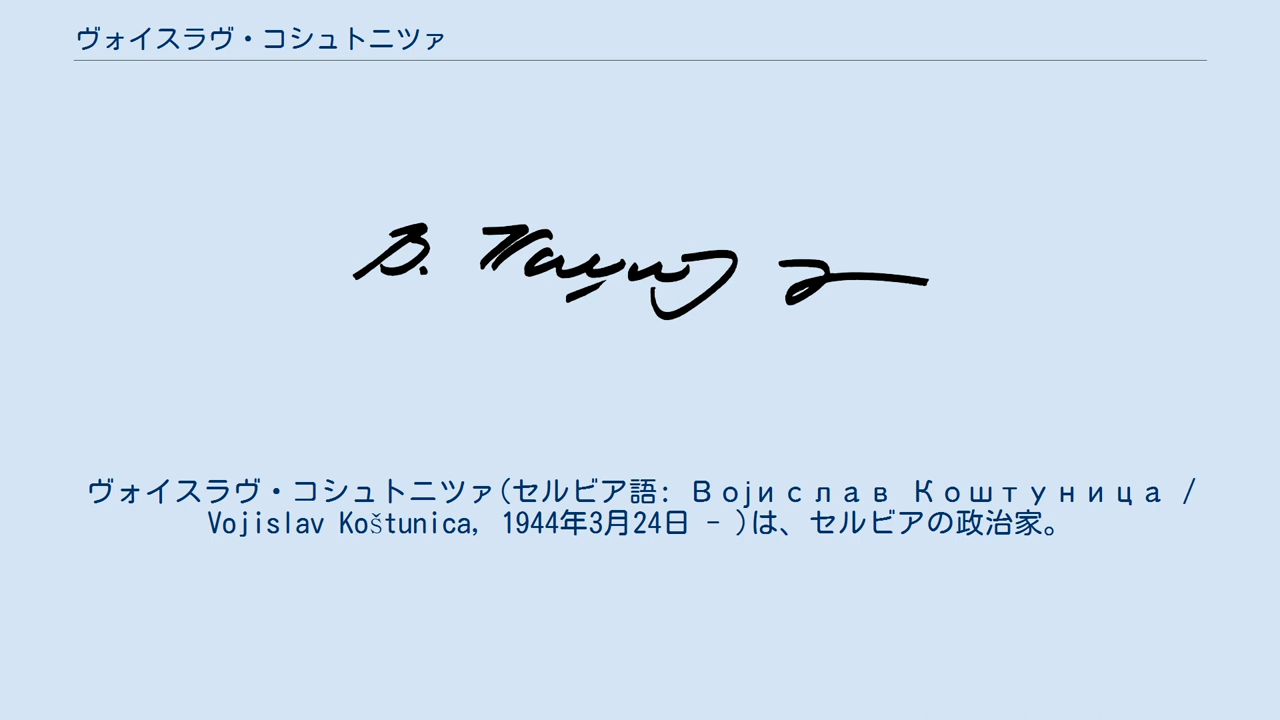 ヴォイスラヴ・コシュトニツァ
ヴォイスラヴ・コシュトニツァ(セルビア語: Војислав Коштуница /
Vojislav Koštunica, 1944年3月24日 - )は、セルビアの政治家。